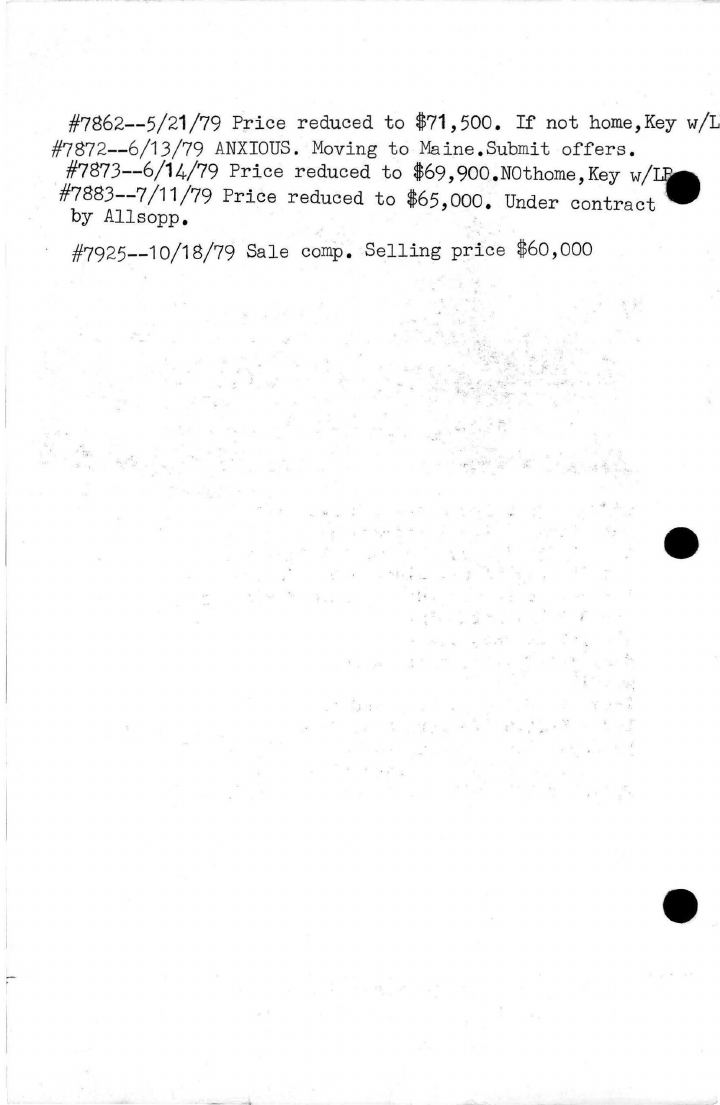 #7862--5/21/79 Price reduced to $71,500. If not home,Key w/L
#7872--6/13/79 ANXIOUS. Moving to Maine.Submit offers.
#7873--6/14/79 Price reduced to $69,900.NOthome,Key w/LB
#7883--7/11/79 Price reduced to $65,000. Under contract
by Allsopp.
#7925--10/18/79 Sale comp. Selling price $60,000